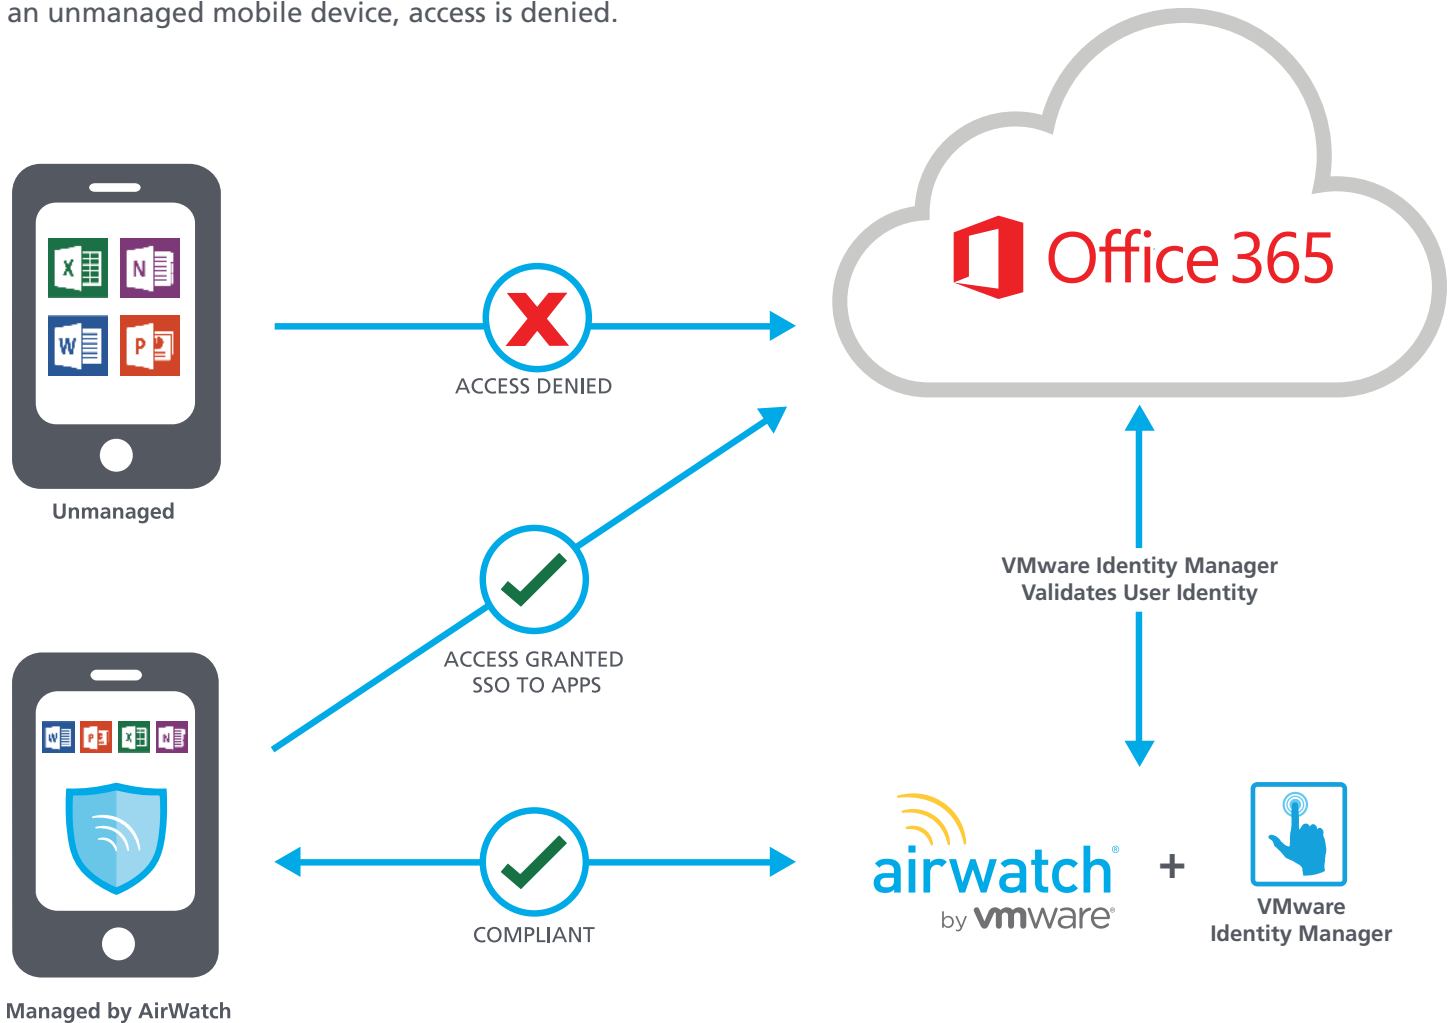 an unmanaged mobile device, access is denied.
Office 365
X
N
W
P
ACCESS DENIED
Unmanaged
VMware Identity Manager
Validates User Identity
ACCESS GRANTED
SSO TO APPS
W
P
X
N
airwatch®
by vmware®
+
VMware
Identity Manager
COMPLIANT
Managed by AirWatch